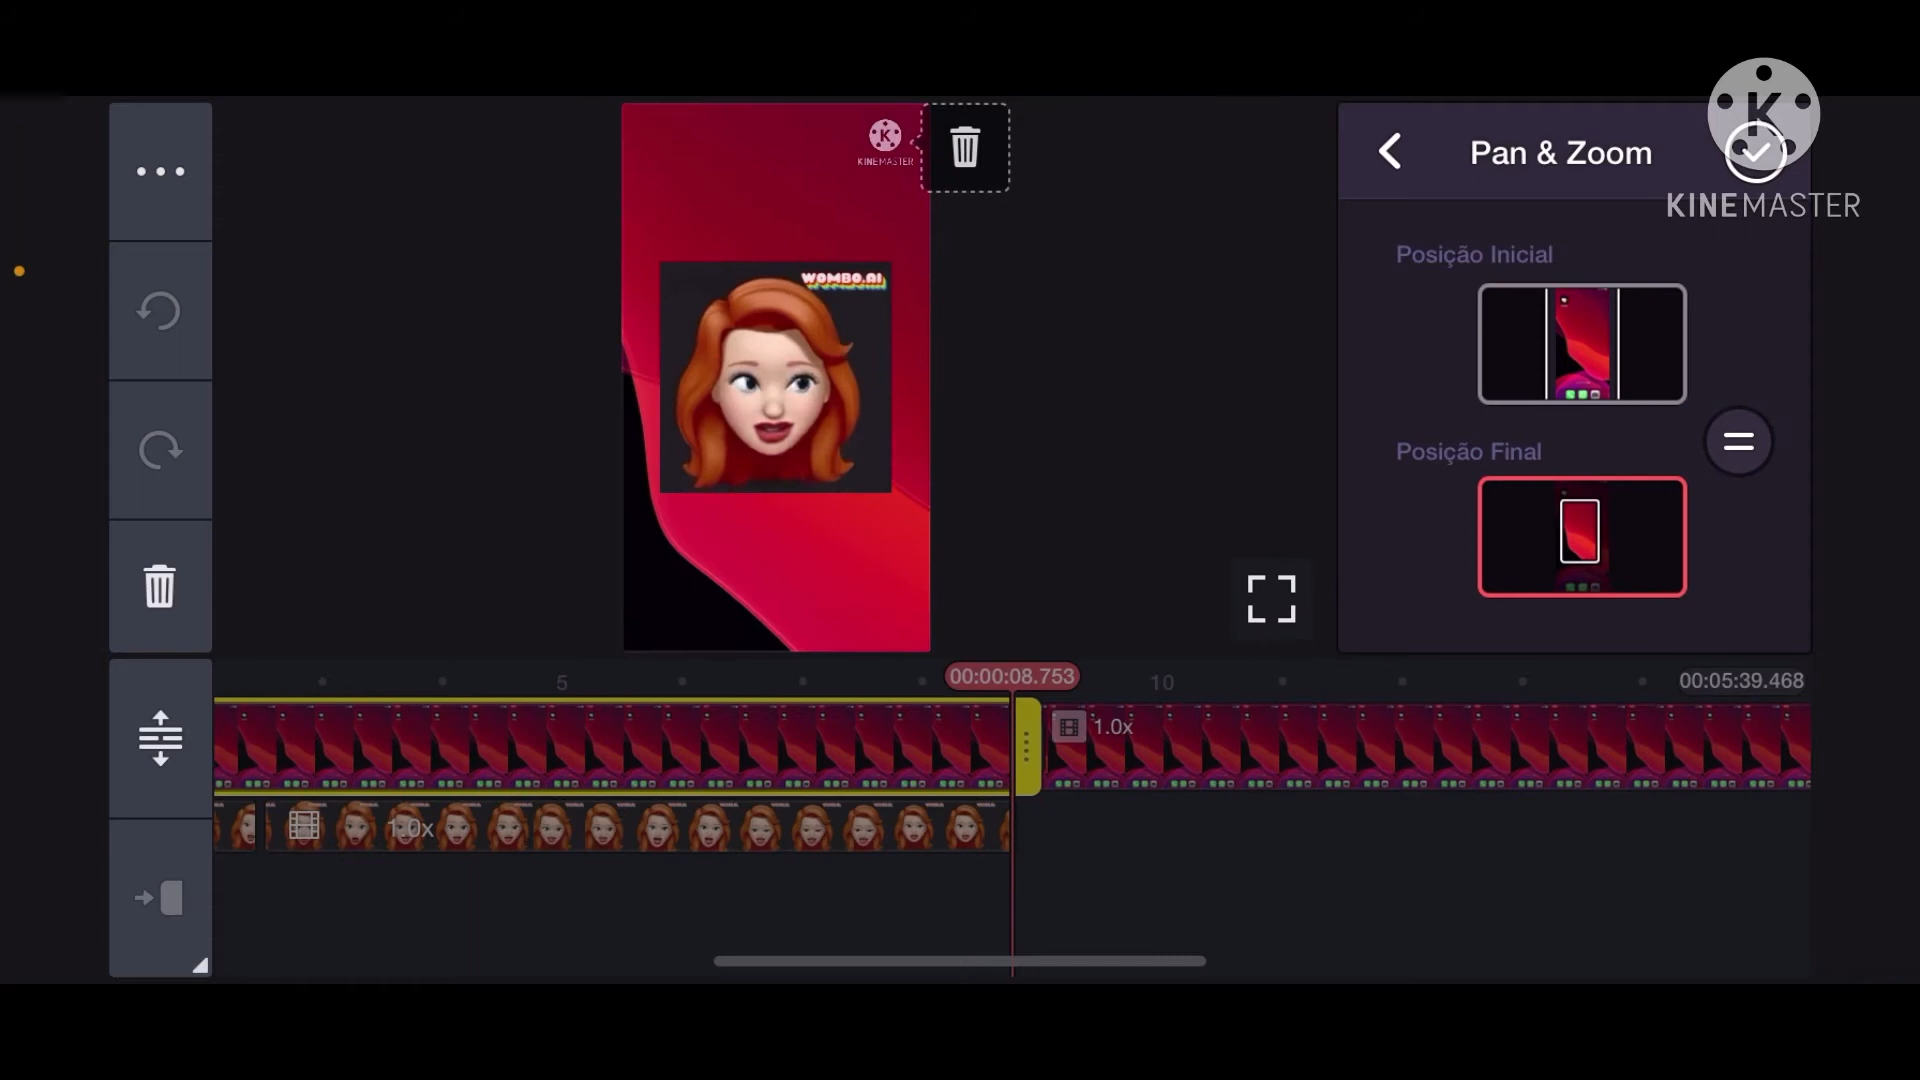 KINEMASTER
Pan & Zoom
KINEMASTER
Posição Inicial
WOMBO.AI
Posição Final
5
00:00:08.753
10
00:05:39.468
1.0x
1.0x